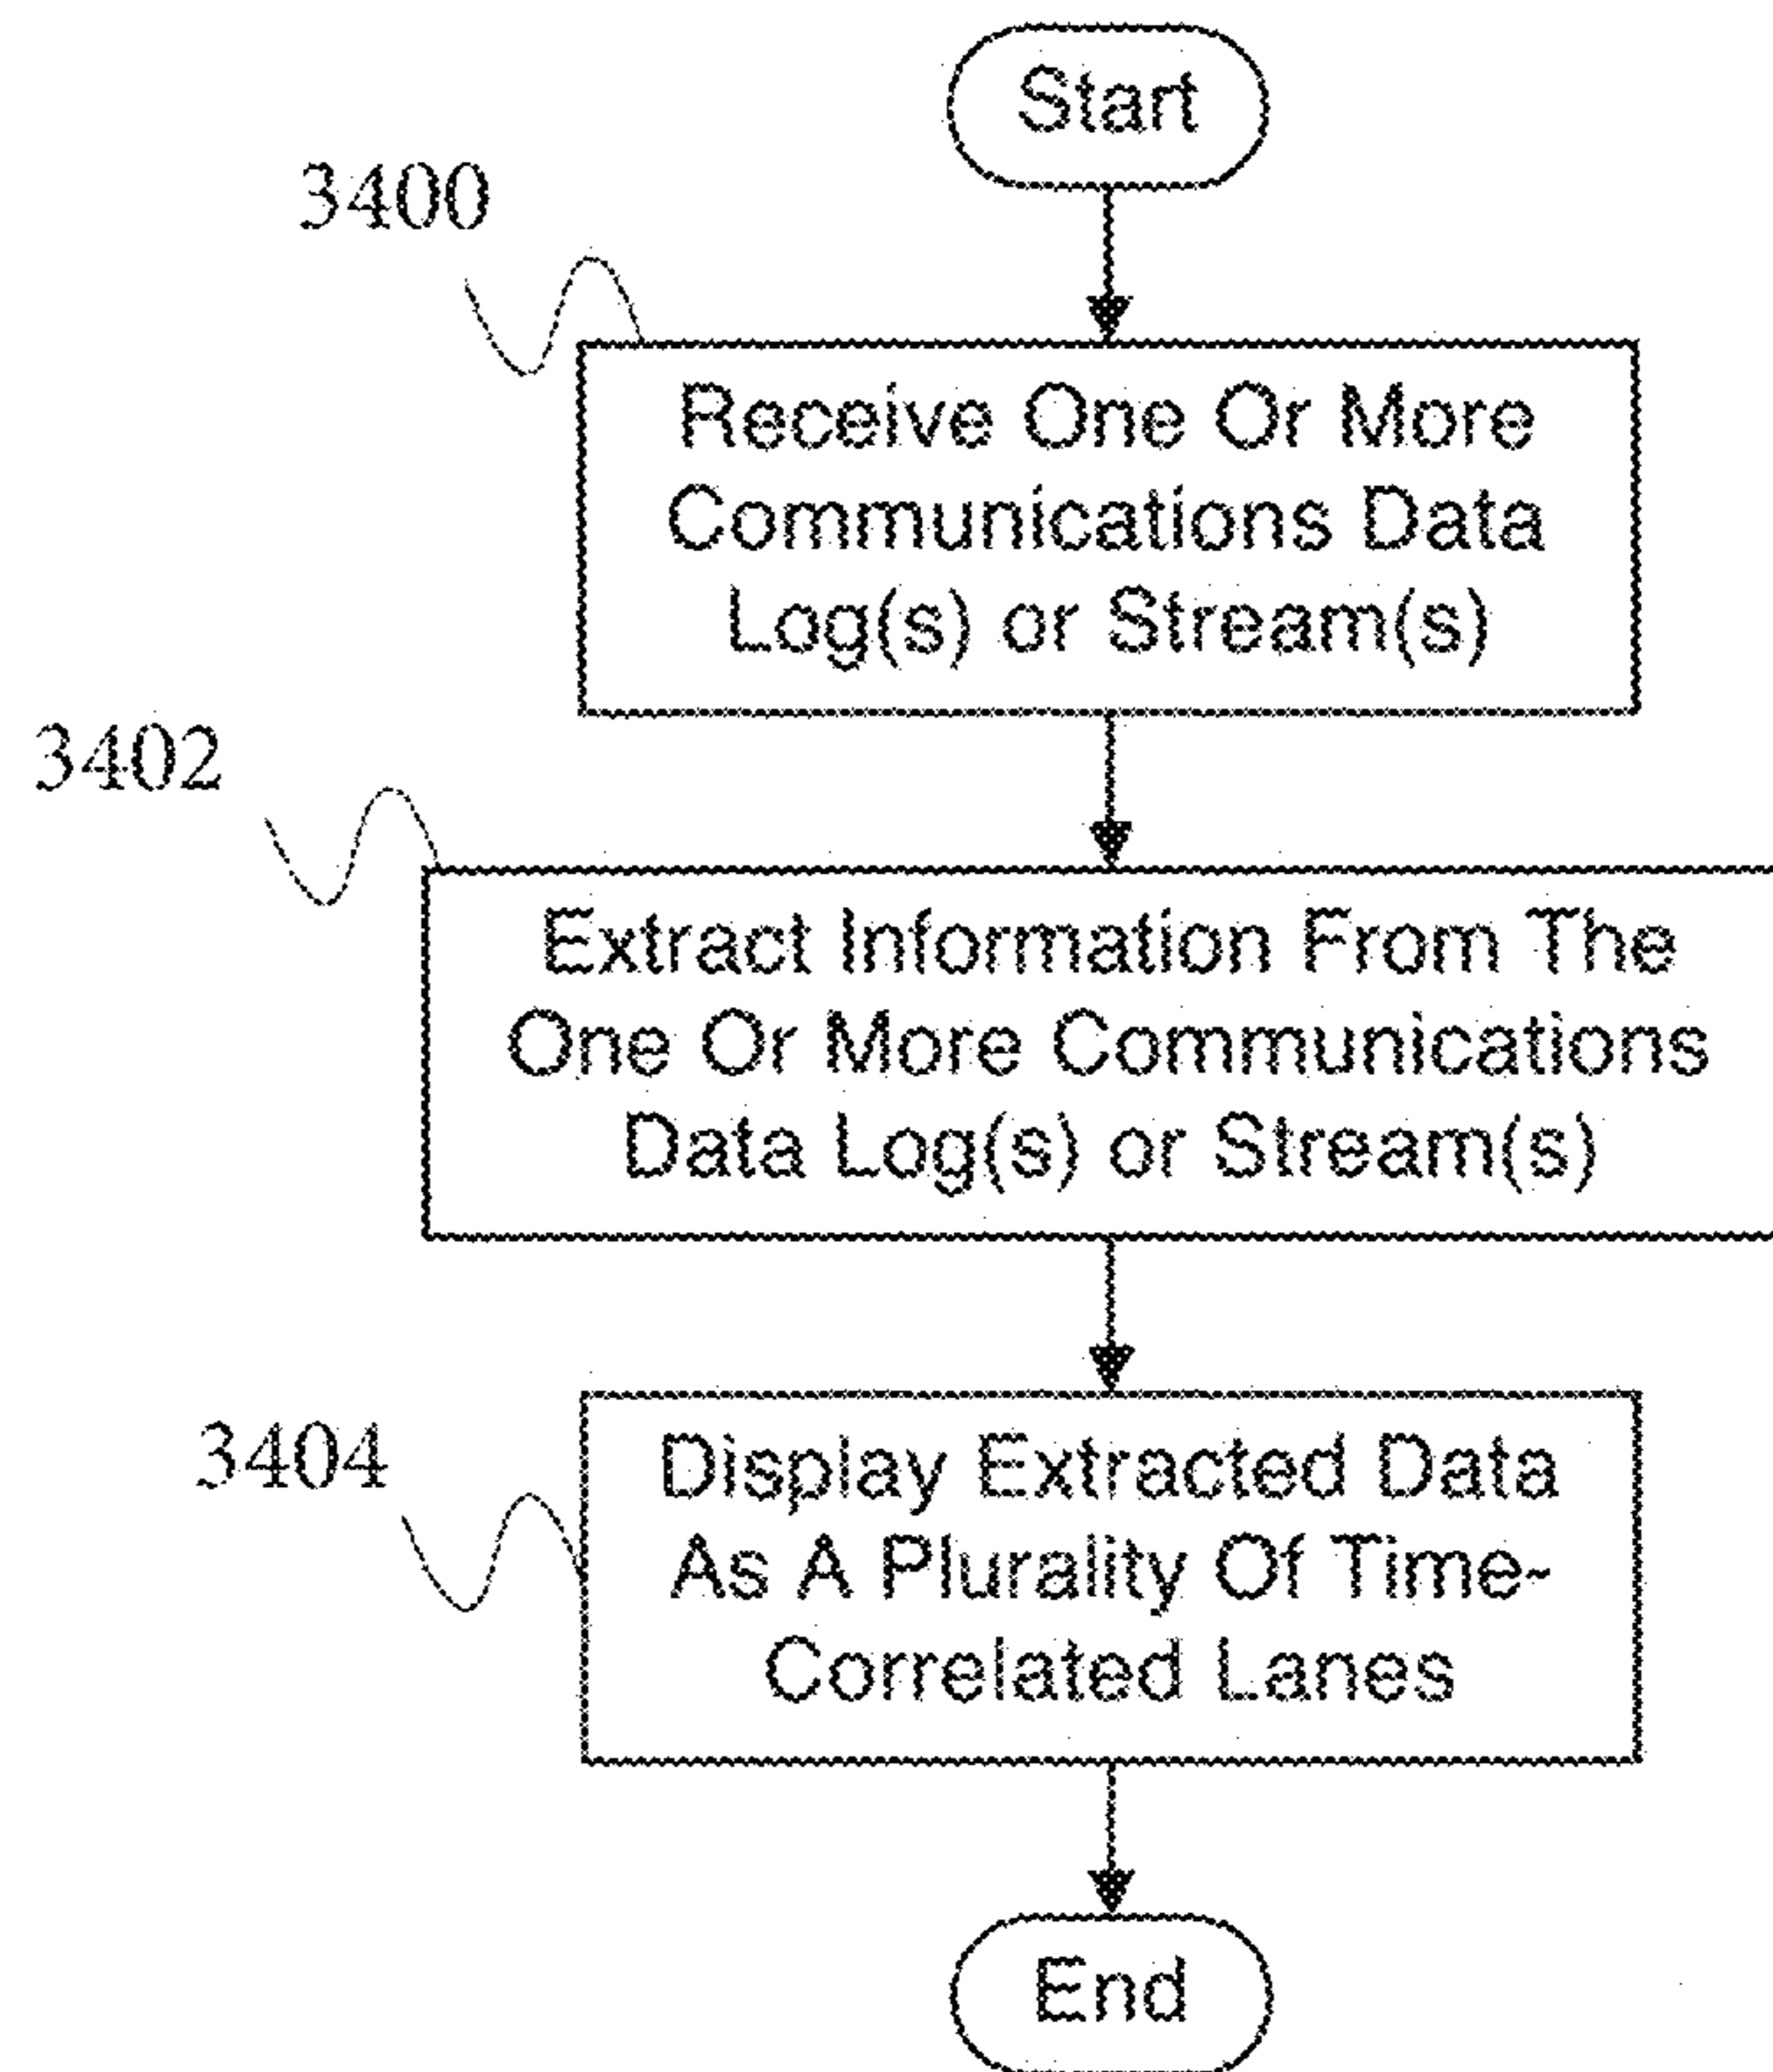 Start
3400
Receive One Or More
Communications Data
Log(s) or Stream(s)
3402
Extract Information From The
One Or More Communications
Data Log(s) or Stream(s)
3404
Display Extracted Data
As A Plurality Of Time-
Correlated Lanes
End